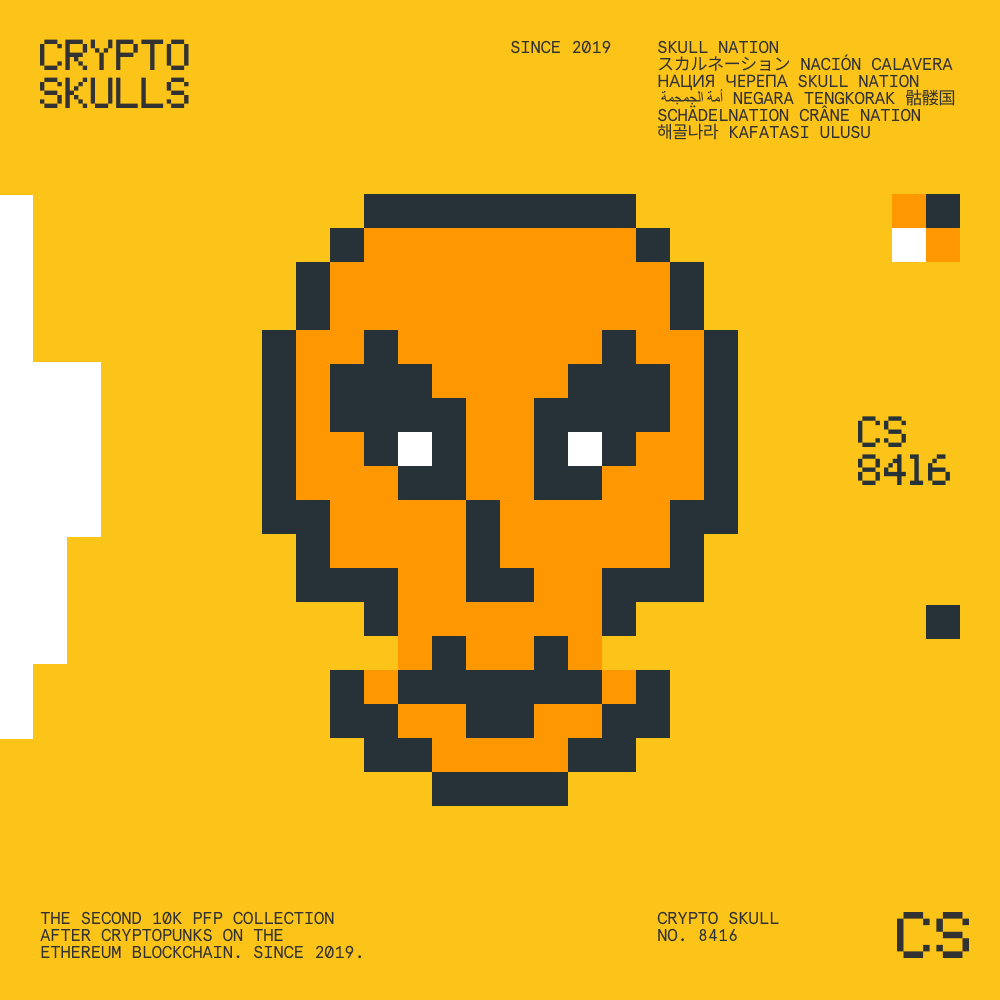 CRYPTO
SKULLS
SINCE 2019
SKULL NATION
スカルネーション NACIÓN CALAVERA
НАЦИЯ ЧЕРЕПА SKULL NATION
أمة الجمجمة NEGARA TENGKORAK 骷髅国
SCHÄDELNATION CRÂNE NATION
해골나라 KAFATASI ULUSU
CS
8416
THE SECOND 10K PFP COLLECTION
AFTER CRYPTOPUNKS ON THE
ETHEREUM BLOCKCHAIN. SINCE 2019.
CRYPTO SKULL
NO. 8416
CS